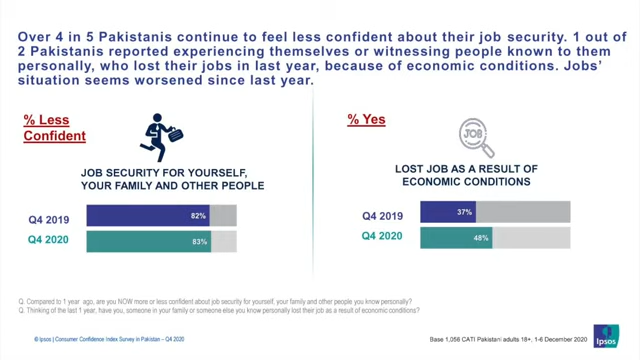 Over 4 in 5 Pakistanis continue to feel less confident about their job security. 1 out of
2 Pakistanis reported experiencing themselves or witnessing people known to them
personally, who lost their jobs in last year, because of economic conditions. Jobs'
situation seems worsened since last year.
% Less
Confident
JOB SECURITY FOR YOURSELF,
YOUR FAMILY AND OTHER PEOPLE
Q4 2019
82%
Q4 2020
83%
% Yes
JOB
LOST JOB AS A RESULT OF
ECONOMIC CONDITIONS
Q4 2019
37%
Q4 2020
48%
Q. Compared to 1 year ago, are you NOW more or less confident about job security for yourself, your family and other people you know personally?
Q. Thinking of the last 1 year, have you, someone in your family or someone else you know personally lost their job as a result of economic conditions?
© Ipsos | Consumer Confidence Index Survey in Pakistan – Q4 2020
Base 1,056 CATI Pakistani adults 18+, 1-6 December 2020
Ipsos